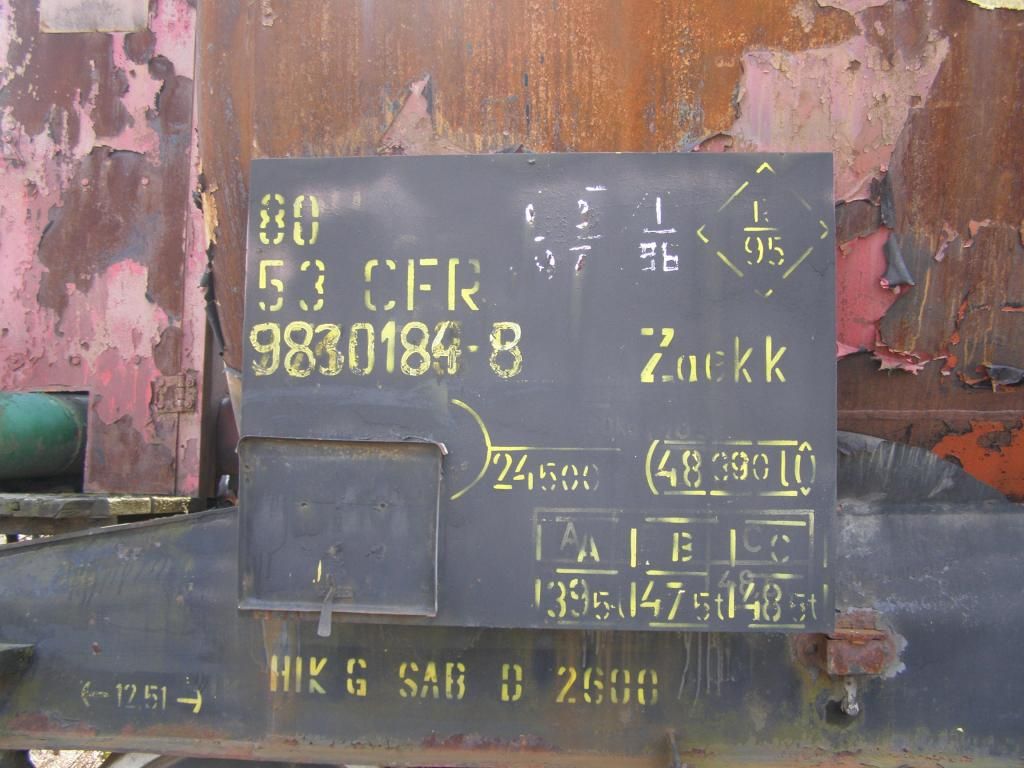 80
53 CFR
9830184-8
Zaekk
1
95
24500
48 390 l
A B C
39 5t 47 5t 48 5t
HIK G SAB D 2600
12,51